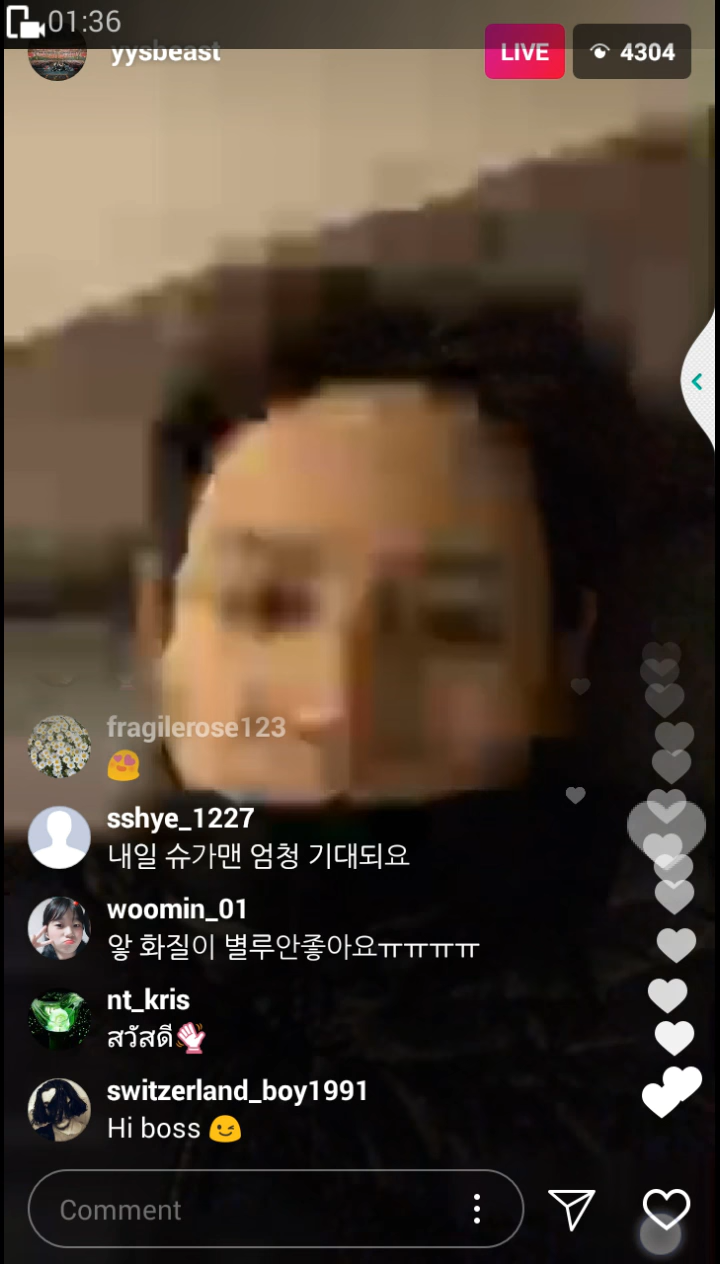 01:36
yysbeast
LIVE
4304
fragilerose123
😍
sshye_1227
내일 슈가맨 엄청 기대되요
woomin_01
앟 화질이 별루안좋아요ㅠㅠㅠㅠ
nt_kris
สวัสดี👋
switzerland_boy1991
Hi boss 😉
Comment